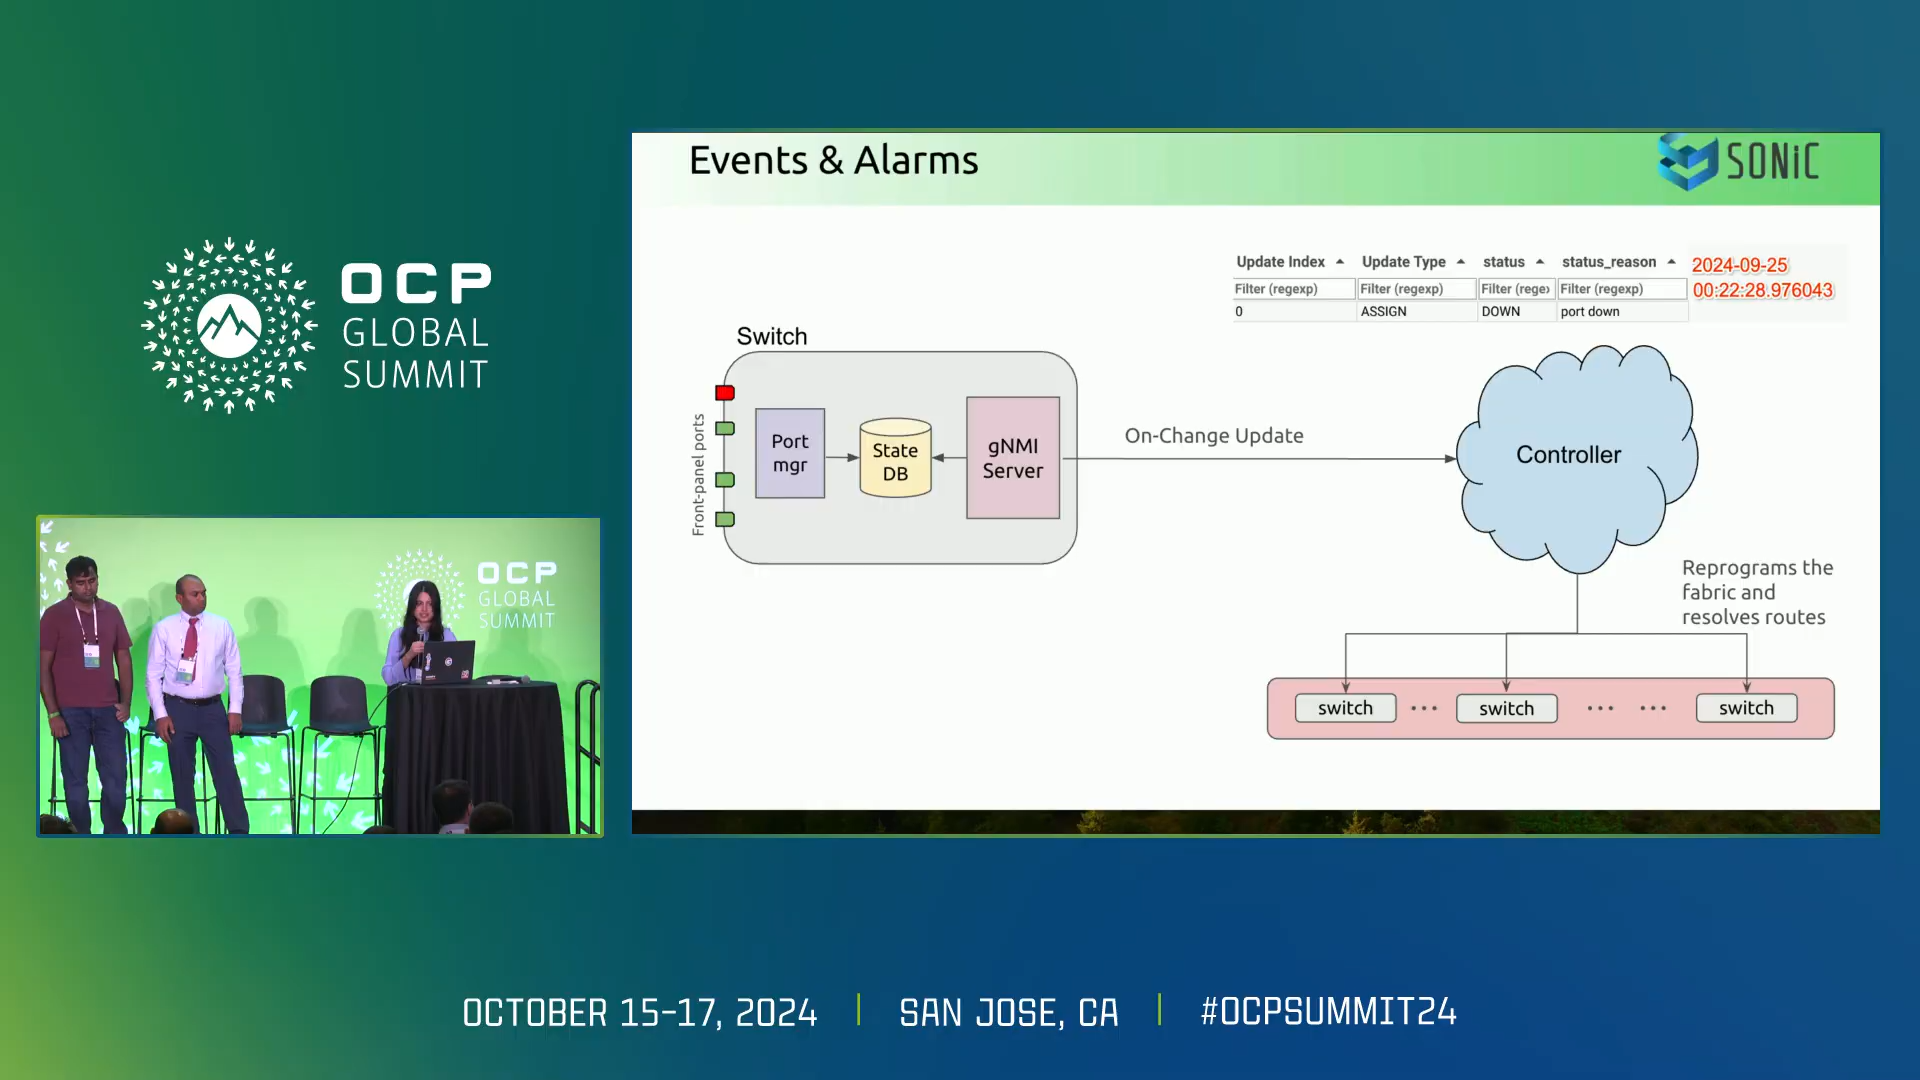 Events & Alarms
SONiC
OCP
GLOBAL
SUMMIT
Update Index
Update Type
status
status_reason
2024-09-25
00:22:28.976043
Filter (regexp)
Filter (regexp)
Filter (rege
Filter (regexp)
0
ASSIGN
DOWN
port down
Switch
Front-panel ports
Port
mgr
State
DB
gNMI
Server
On-Change Update
Controller
Reprograms the
fabric and
resolves routes
switch
...
switch
...
...
switch
OCP
GLOBAL
SUMMIT
OCTOBER 15-17, 2024
SAN JOSE, CA
#OCPSUMMIT24